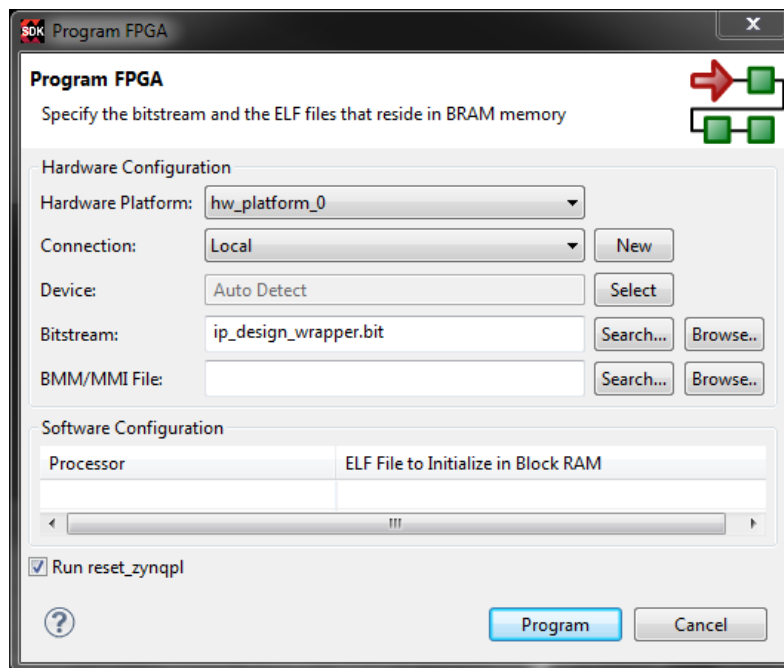 SDK Program FPGA
Program FPGA
Specify the bitstream and the ELF files that reside in BRAM memory
Hardware Configuration
Hardware Platform: hw_platform_0
Connection: Local New
Device: Auto Detect Select
Bitstream: ip_design_wrapper.bit Search... Browse..
BMM/MMI File: Search... Browse..
Software Configuration
Processor ELF File to Initialize in Block RAM
Run reset_zynqpl
? Program Cancel